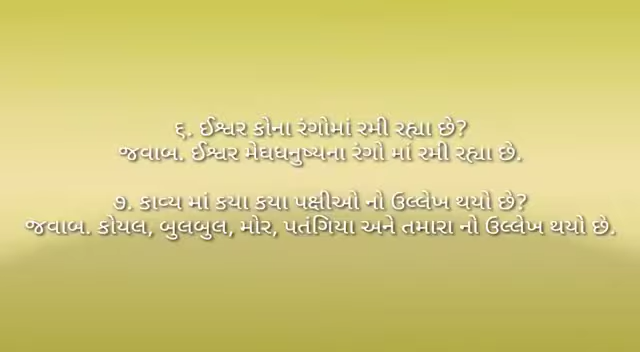 ૬. ઈશ્વર કોના રંગોમાં રમી રહ્યા છે?
જવાબ. ઈશ્વર મેઘધનુષ્યના રંગો માં રમી રહ્યા છે.
૭. કાવ્ય માં કયા કયા પક્ષીઓ નો ઉલ્લેખ થયો છે?
જવાબ. કોયલ, બુલબુલ, મોર, પતંગિયા અને તમારા નો ઉલ્લેખ થયો છે.